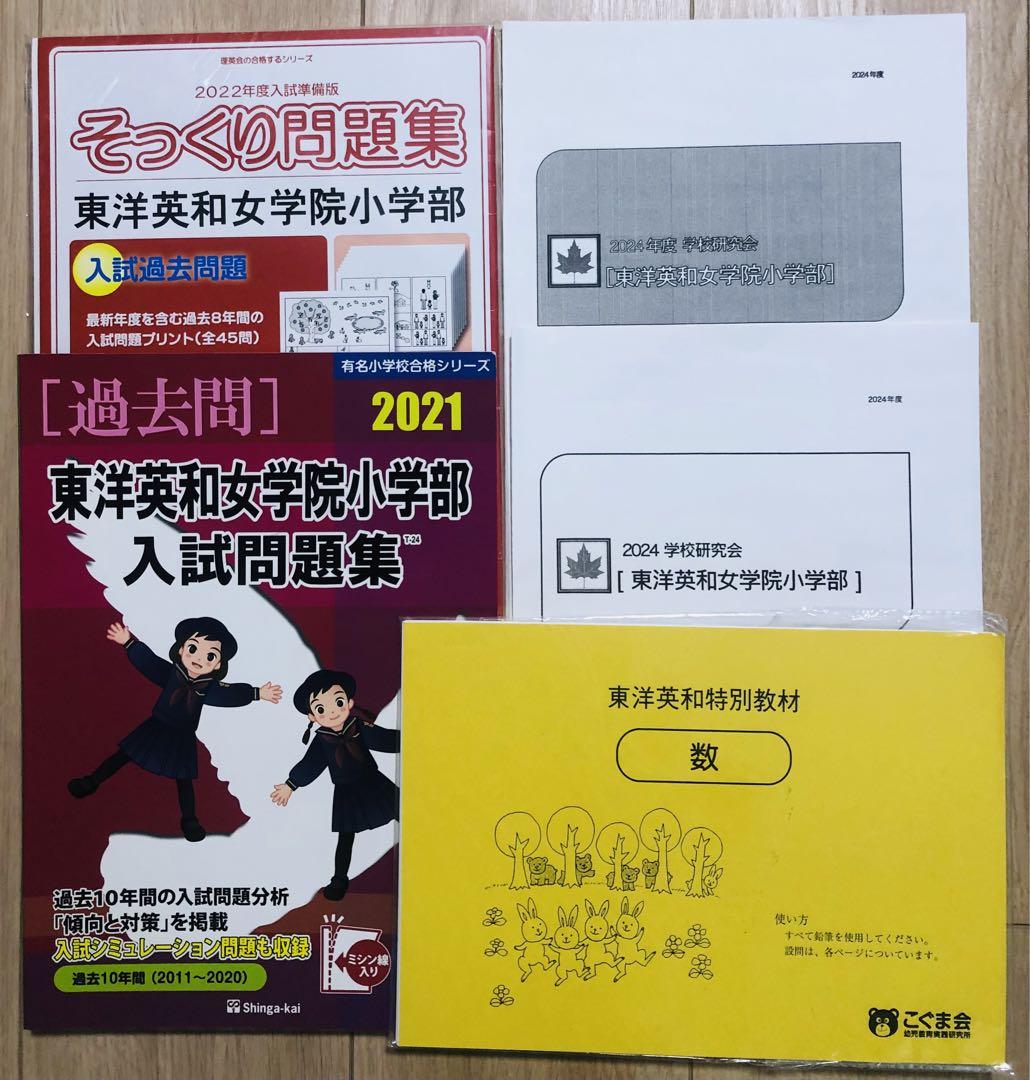 理英会の合格するシリーズ
2022年度入試準備版
そっくり問題集
東洋英和女学院小学部
入試過去問題
最新年度を含む過去8年間の
入試問題プリント(全45問)
2024年度
2024年度 学校研究会
[東洋英和女学院小学部]
2024年度
2024 学校研究会
[ 東洋英和女学院小学部 ]
有名小学校合格シリーズ
[過去問]
2021
東洋英和女学院小学部
入試問題集
T-24
過去10年間の入試問題分析
「傾向と対策」を掲載
入試シミュレーション問題も収録
過去10年間(2011〜2020)
ミシン線
入り
Shinga-kai
東洋英和特別教材
数
使い方
すべて鉛筆を使用してください。
設問は、各ページについています。
こぐま会
幼児教育実践研究所